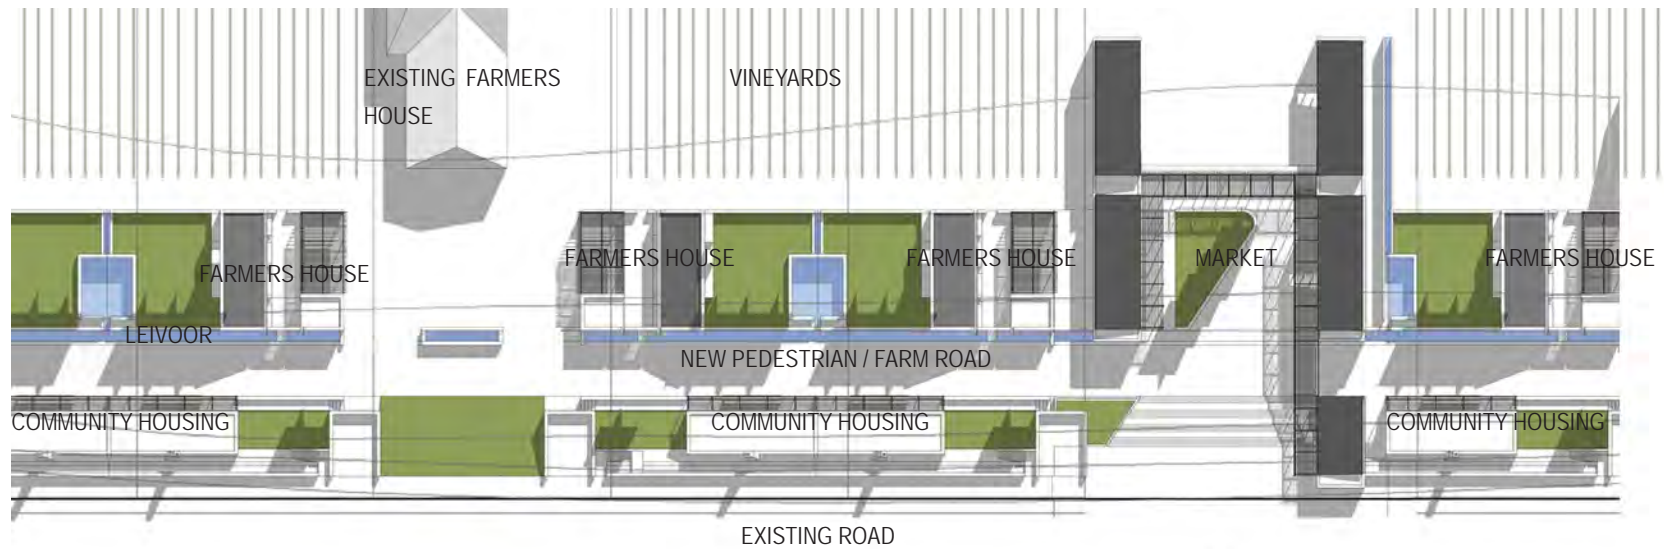 EXISTING FARMERS
HOUSE
VINEYARDS
FARMERS HOUSE
FARMERS HOUSE
FARMERS HOUSE
MARKET
FARMERS HOUSE
LEIVOOR
NEW PEDESTRIAN / FARM ROAD
COMMUNITY HOUSING
COMMUNITY HOUSING
COMMUNITY HOUSING
EXISTING ROAD